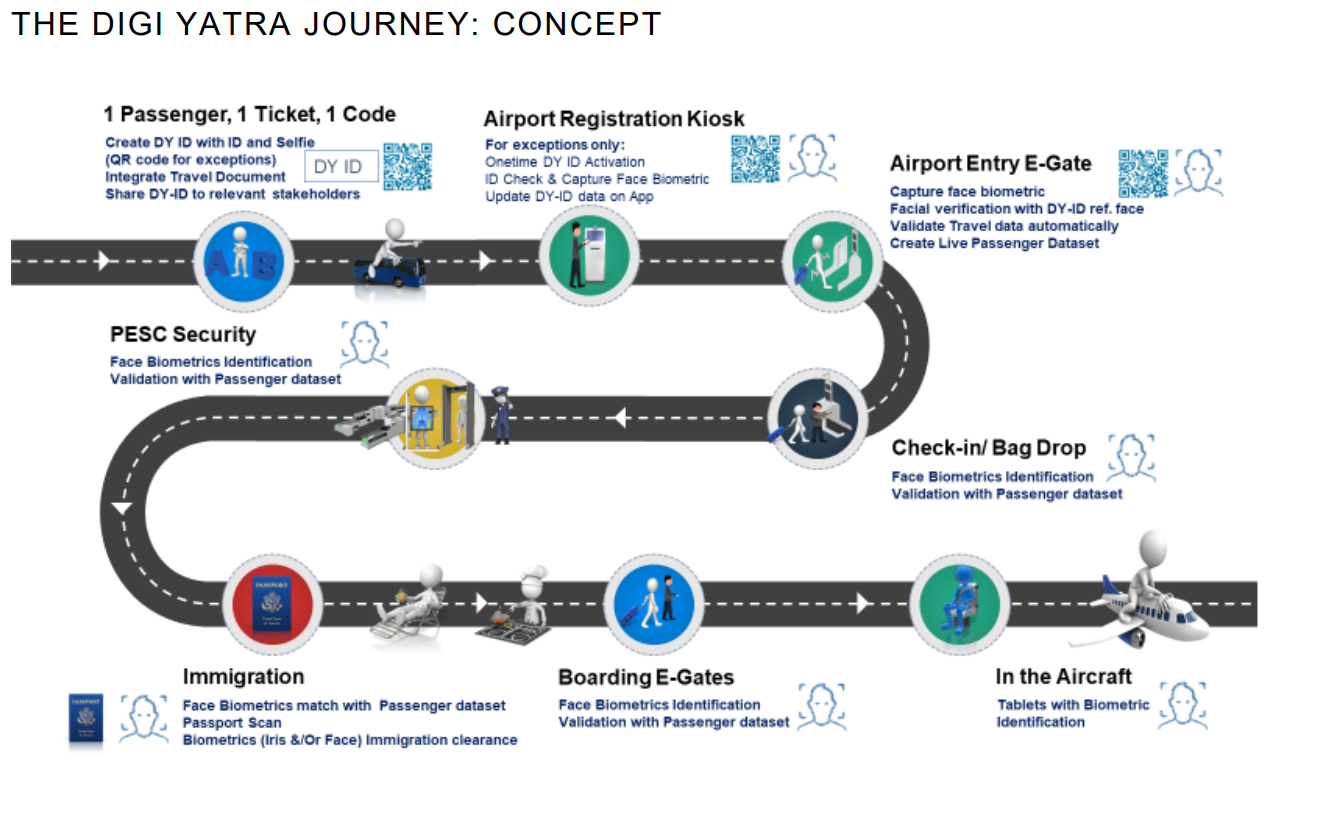 THE DIGI YATRA JOURNEY: CONCEPT
1 Passenger, 1 Ticket, 1 Code
Create DY ID with ID and Selfie
(QR code for exceptions)
Integrate Travel Document
Share DY-ID to relevant stakeholders
DY ID
Airport Registration Kiosk
For exceptions only:
Onetime DY ID Activation
ID Check & Capture Face Biometric
Update DY-ID data on App
Airport Entry E-Gate
Capture face biometric
Facial verification with DY-ID ref. face
Validate Travel data automatically
Create Live Passenger Dataset
A B
PESC Security
Face Biometrics Identification
Validation with Passenger dataset
Check-in/ Bag Drop
Face Biometrics Identification
Validation with Passenger dataset
PASSPORT
Immigration
Face Biometrics match with Passenger dataset
Passport Scan
Biometrics (Iris &/Or Face) Immigration clearance
PASSPORT
Boarding E-Gates
Face Biometrics Identification
Validation with Passenger dataset
In the Aircraft
Tablets with Biometric
Identification